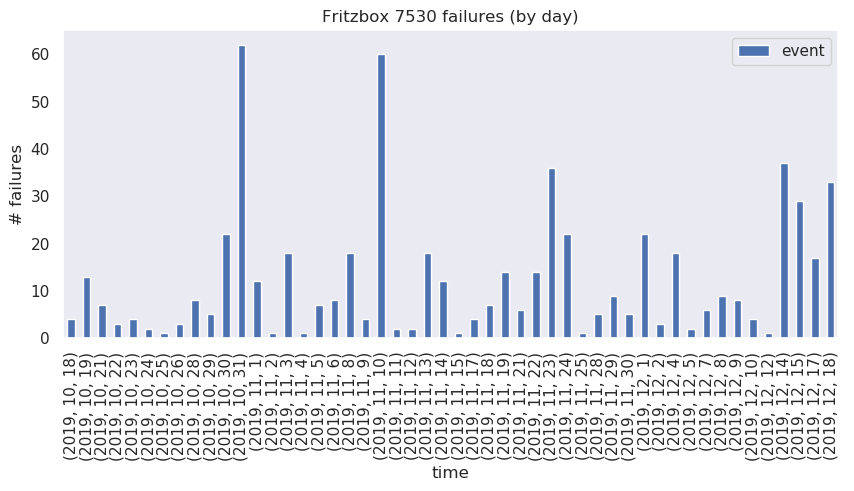 Fritzbox 7530 failures (by day)
event
# failures
60
50
40
30
20
10
0
(2019, 10, 18)
(2019, 10, 19)
(2019, 10, 21)
(2019, 10, 22)
(2019, 10, 23)
(2019, 10, 24)
(2019, 10, 25)
(2019, 10, 26)
(2019, 10, 28)
(2019, 10, 29)
(2019, 10, 30)
(2019, 10, 31)
(2019, 11, 1)
(2019, 11, 2)
(2019, 11, 3)
(2019, 11, 4)
(2019, 11, 5)
(2019, 11, 6)
(2019, 11, 8)
(2019, 11, 9)
(2019, 11, 10)
(2019, 11, 11)
(2019, 11, 12)
(2019, 11, 13)
(2019, 11, 14)
(2019, 11, 15)
(2019, 11, 17)
(2019, 11, 18)
(2019, 11, 19)
(2019, 11, 21)
(2019, 11, 22)
(2019, 11, 23)
(2019, 11, 24)
(2019, 11, 25)
(2019, 11, 28)
(2019, 11, 29)
(2019, 11, 30)
(2019, 12, 1)
(2019, 12, 2)
(2019, 12, 4)
(2019, 12, 5)
(2019, 12, 7)
(2019, 12, 8)
(2019, 12, 9)
(2019, 12, 10)
(2019, 12, 12)
(2019, 12, 14)
(2019, 12, 15)
(2019, 12, 17)
(2019, 12, 18)
time